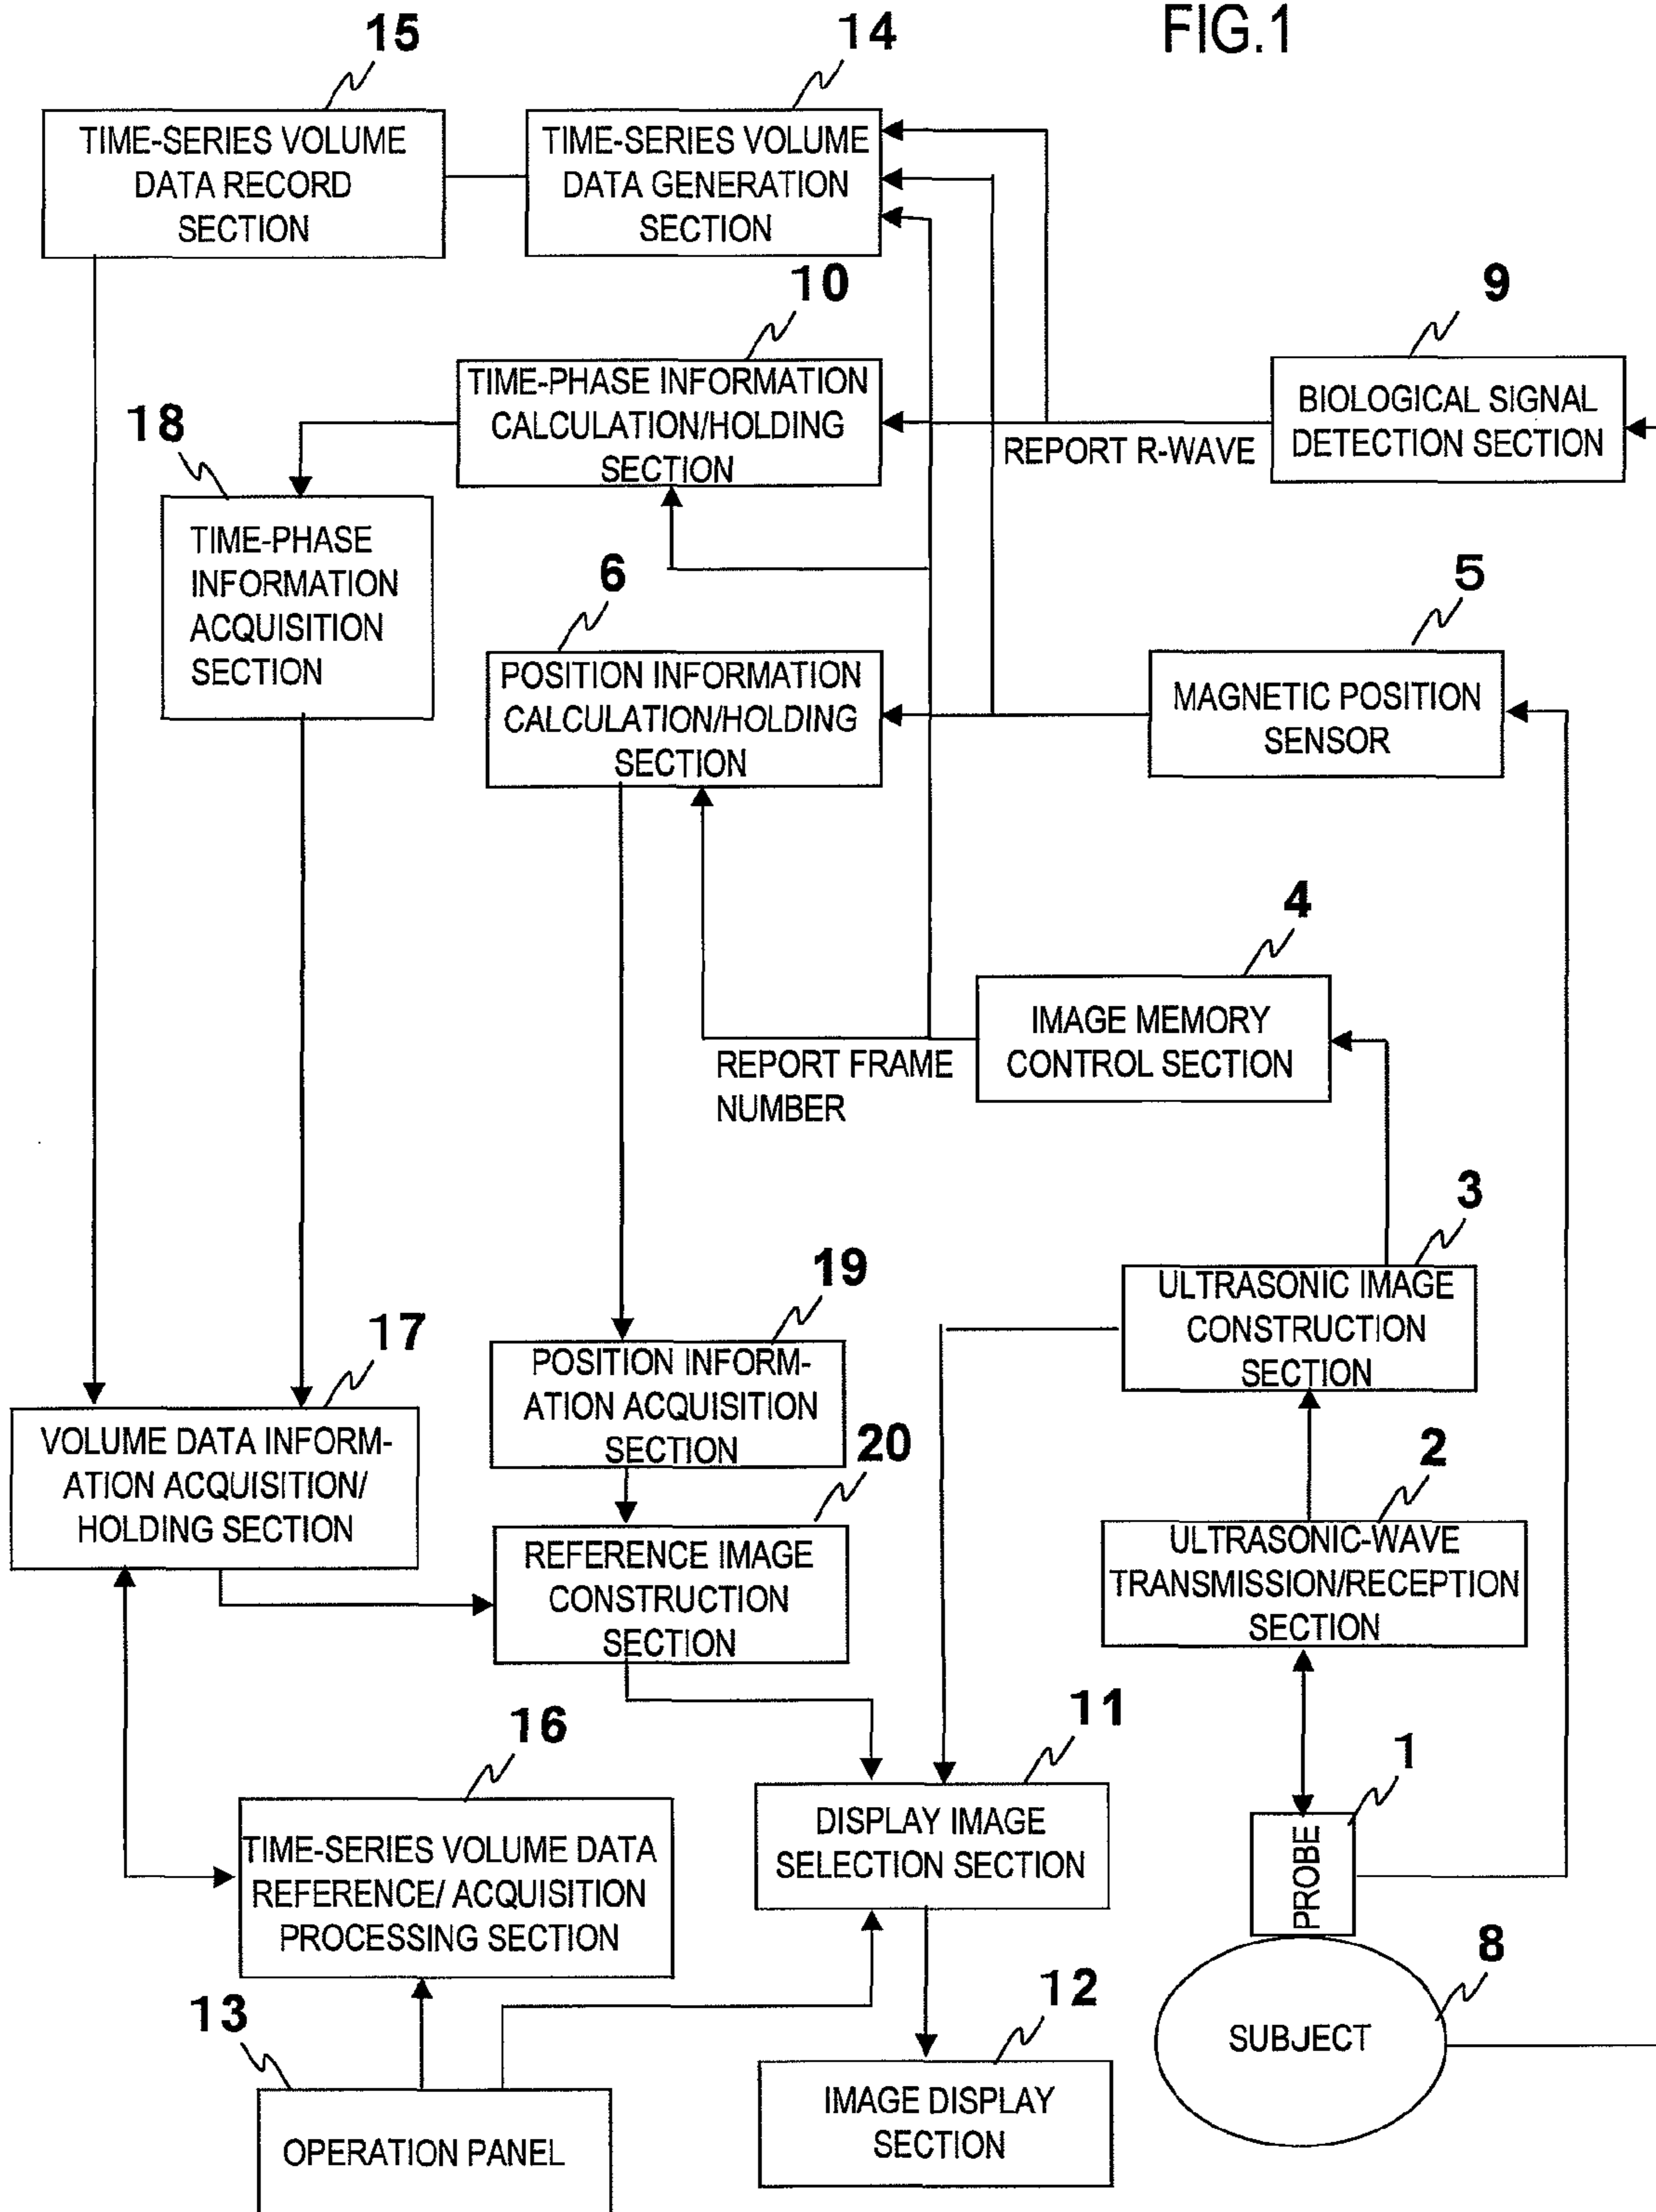 FIG.1
15
14
TIME-SERIES VOLUME
DATA RECORD
SECTION
TIME-SERIES VOLUME
DATA GENERATION
SECTION
10
9
TIME-PHASE INFORMATION
CALCULATION/HOLDING
SECTION
BIOLOGICAL SIGNAL
DETECTION SECTION
REPORT R-WAVE
18
TIME-PHASE
INFORMATION
ACQUISITION
SECTION
6
5
POSITION INFORMATION
CALCULATION/HOLDING
SECTION
MAGNETIC POSITION
SENSOR
4
IMAGE MEMORY
CONTROL SECTION
REPORT FRAME
NUMBER
3
ULTRASONIC IMAGE
CONSTRUCTION
SECTION
19
17
POSITION INFORM-
ATION ACQUISITION
SECTION
VOLUME DATA INFORM-
ATION ACQUISITION/
HOLDING SECTION
20
2
REFERENCE IMAGE
CONSTRUCTION
SECTION
ULTRASONIC-WAVE
TRANSMISSION/RECEPTION
SECTION
16
11
1
TIME-SERIES VOLUME DATA
REFERENCE/ ACQUISITION
PROCESSING SECTION
DISPLAY IMAGE
SELECTION SECTION
PROBE
8
SUBJECT
13
12
OPERATION PANEL
IMAGE DISPLAY
SECTION